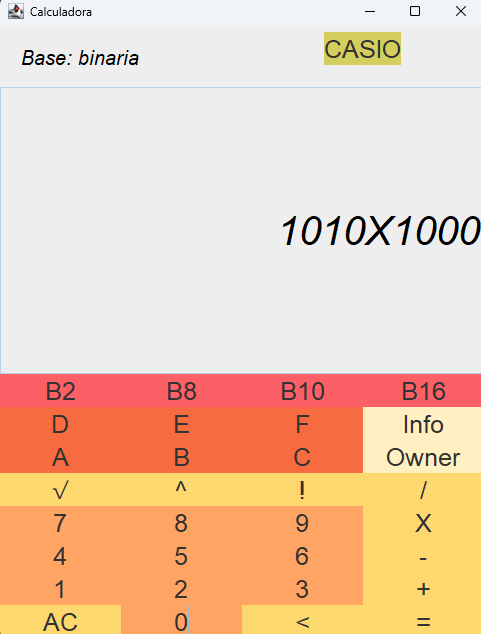 Calculadora
Base: binaria CASIO
1010X1000
B2 B8 B10 B16
D E F Info
A B C Owner
√ ^ ! /
7 8 9 X
4 5 6 -
1 2 3 +
AC 0 < =